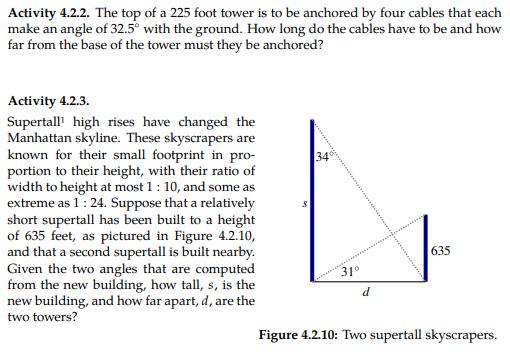 Activity 4.2.2. The top of a 225 foot tower is to be anchored by four cables that each
make an angle of 32.5° with the ground. How long do the cables have to be and how
far from the base of the tower must they be anchored?
Activity 4.2.3.
Supertall¹ high rises have changed the
Manhattan skyline. These skyscrapers are
known for their small footprint in pro-
portion to their height, with their ratio of
width to height at most 1 : 10, and some as
extreme as 1 : 24. Suppose that a relatively
short supertall has been built to a height
of 635 feet, as pictured in Figure 4.2.10,
and that a second supertall is built nearby.
Given the two angles that are computed
from the new building, how tall, s, is the
new building, and how far apart, d, are the
two towers?
34°
s
635
31°
d
Figure 4.2.10: Two supertall skyscrapers.